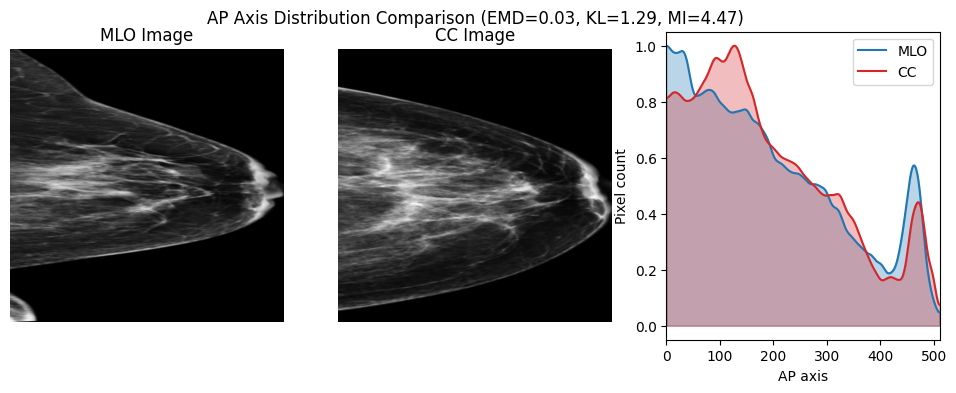 AP Axis Distribution Comparison (EMD=0.03, KL=1.29, MI=4.47)
MLO Image
CC Image
MLO
CC
1.0
0.8
0.6
0.4
0.2
0.0
Pixel count
0 100 200 300 400 500
AP axis